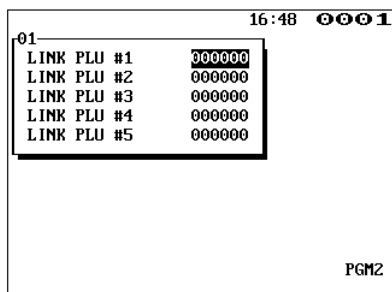 16:48 0001
01
LINK PLU #1 000000
LINK PLU #2 000000
LINK PLU #3 000000
LINK PLU #4 000000
LINK PLU #5 000000
PGM2